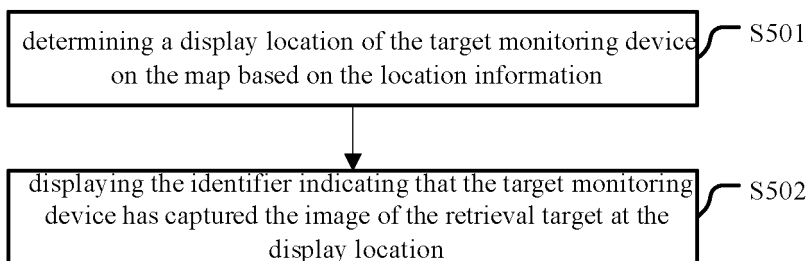 determining a display location of the target monitoring device
on the map based on the location information
S501
displaying the identifier indicating that the target monitoring
device has captured the image of the retrieval target at the
display location
S502